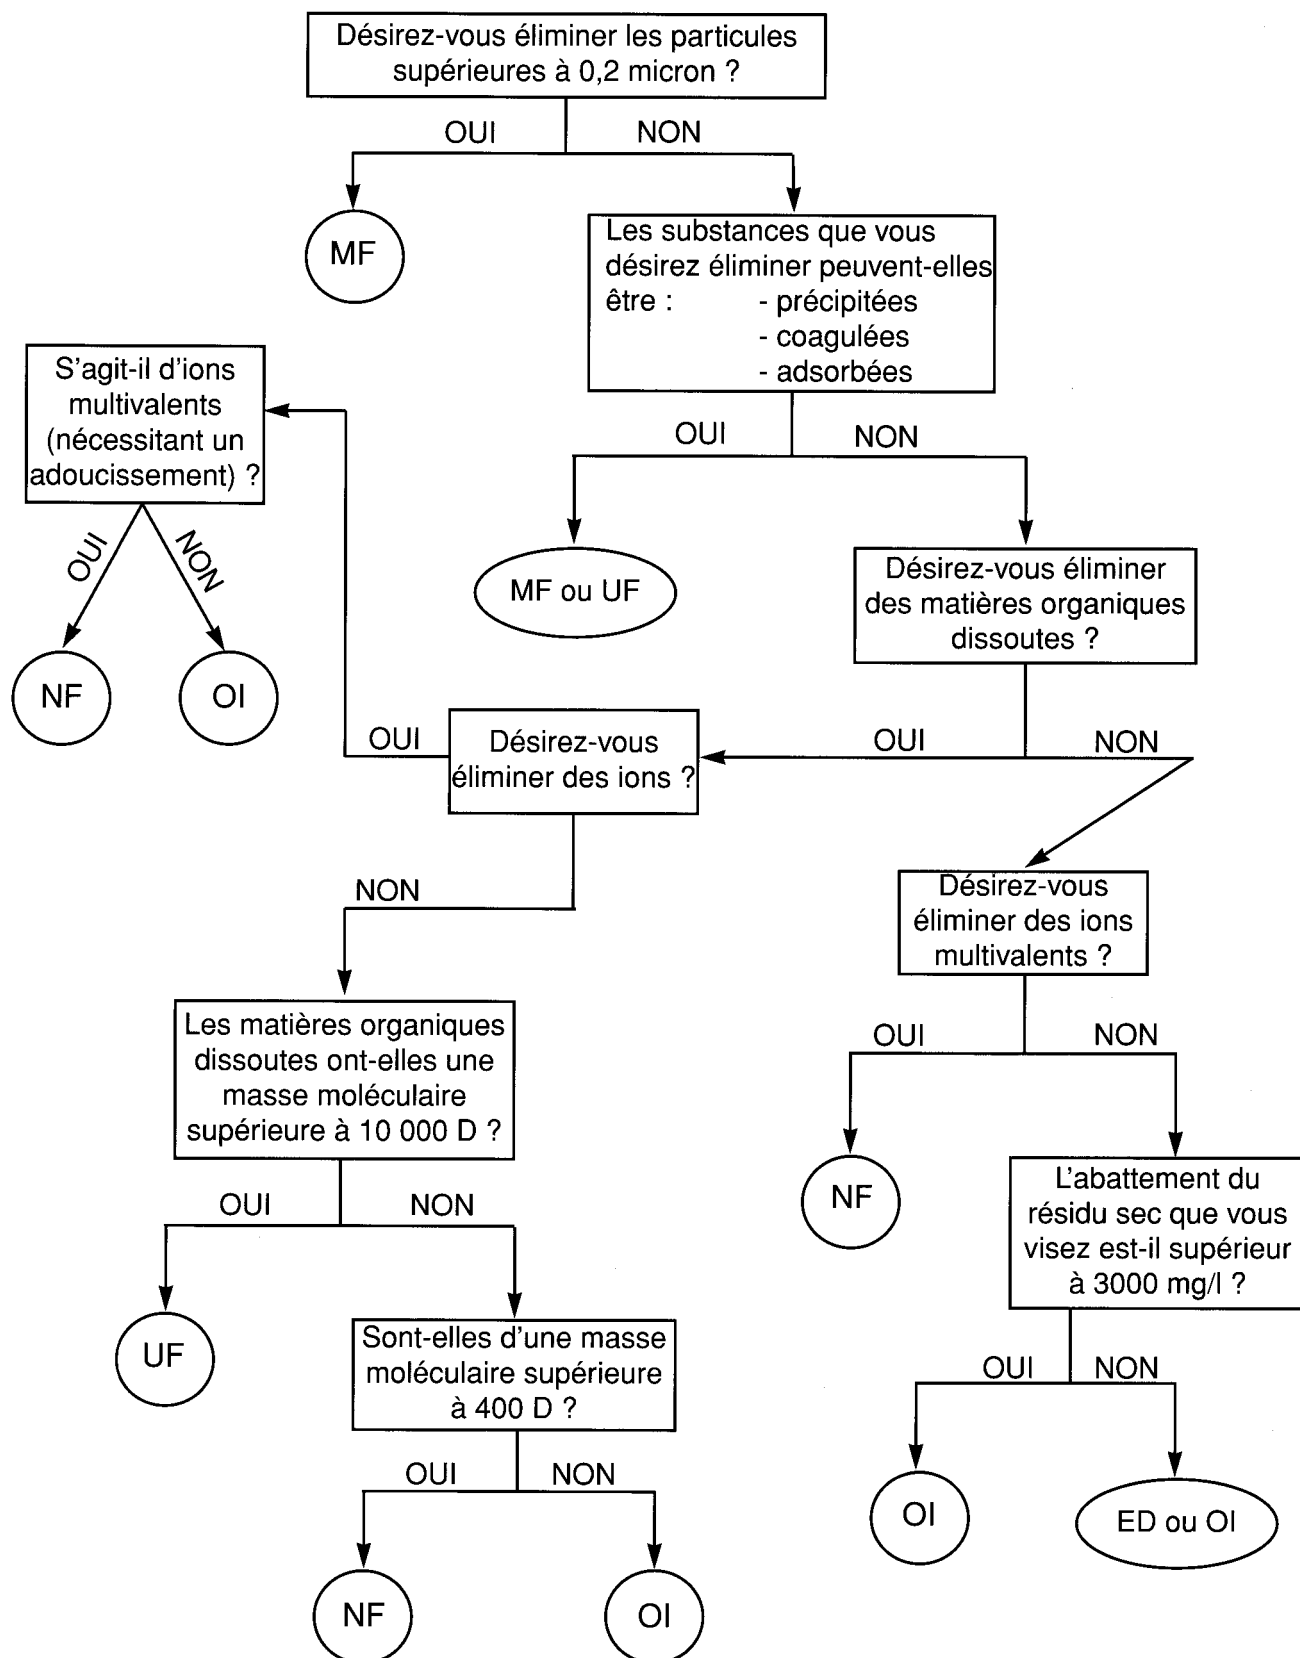 Désirez-vous éliminer les particules
supérieures à 0,2 micron ?
OUI
NON
MF
Les substances que vous
désirez éliminer peuvent-elles
être : - précipitées
- coagulées
- adsorbées
S'agit-il d'ions
multivalents
(nécessitant un
adoucissement) ?
OUI
NON
OUI
NON
NF
OI
MF ou UF
Désirez-vous éliminer
des matières organiques
dissoutes ?
OUI
NON
Désirez-vous
éliminer des ions ?
OUI
NON
Désirez-vous
éliminer des ions
multivalents ?
Les matières organiques
dissoutes ont-elles une
masse moléculaire
supérieure à 10 000 D ?
OUI
NON
OUI
NON
NF
L'abattement du
résidu sec que vous
visez est-il supérieur
à 3000 mg/l ?
UF
Sont-elles d'une masse
moléculaire supérieure
à 400 D ?
OUI
NON
OUI
NON
OI
ED ou OI
NF
OI